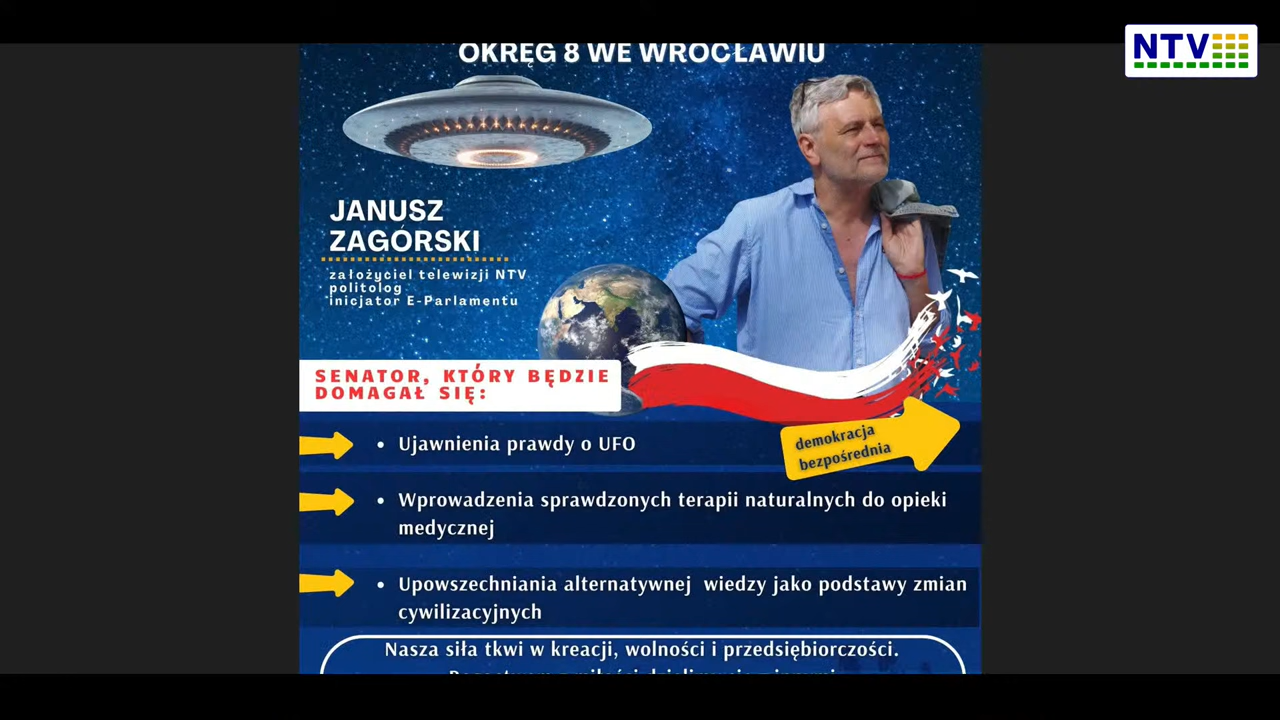 NTV
OKRĘG 8 WE WROCŁAWIU
JANUSZ
ZAGÓRSKI
założyciel telewizji NTV
politolog
inicjator E-Parlamentu
SENATOR, KTÓRY BĘDZIE
DOMAGAŁ SIĘ:
demokracja
bezpośrednia
• Ujawnienia prawdy o UFO
• Wprowadzenia sprawdzonych terapii naturalnych do opieki
medycznej
• Upowszechniania alternatywnej wiedzy jako podstawy zmian
cywilizacyjnych
Nasza siła tkwi w kreacji, wolności i przedsiębiorczości.